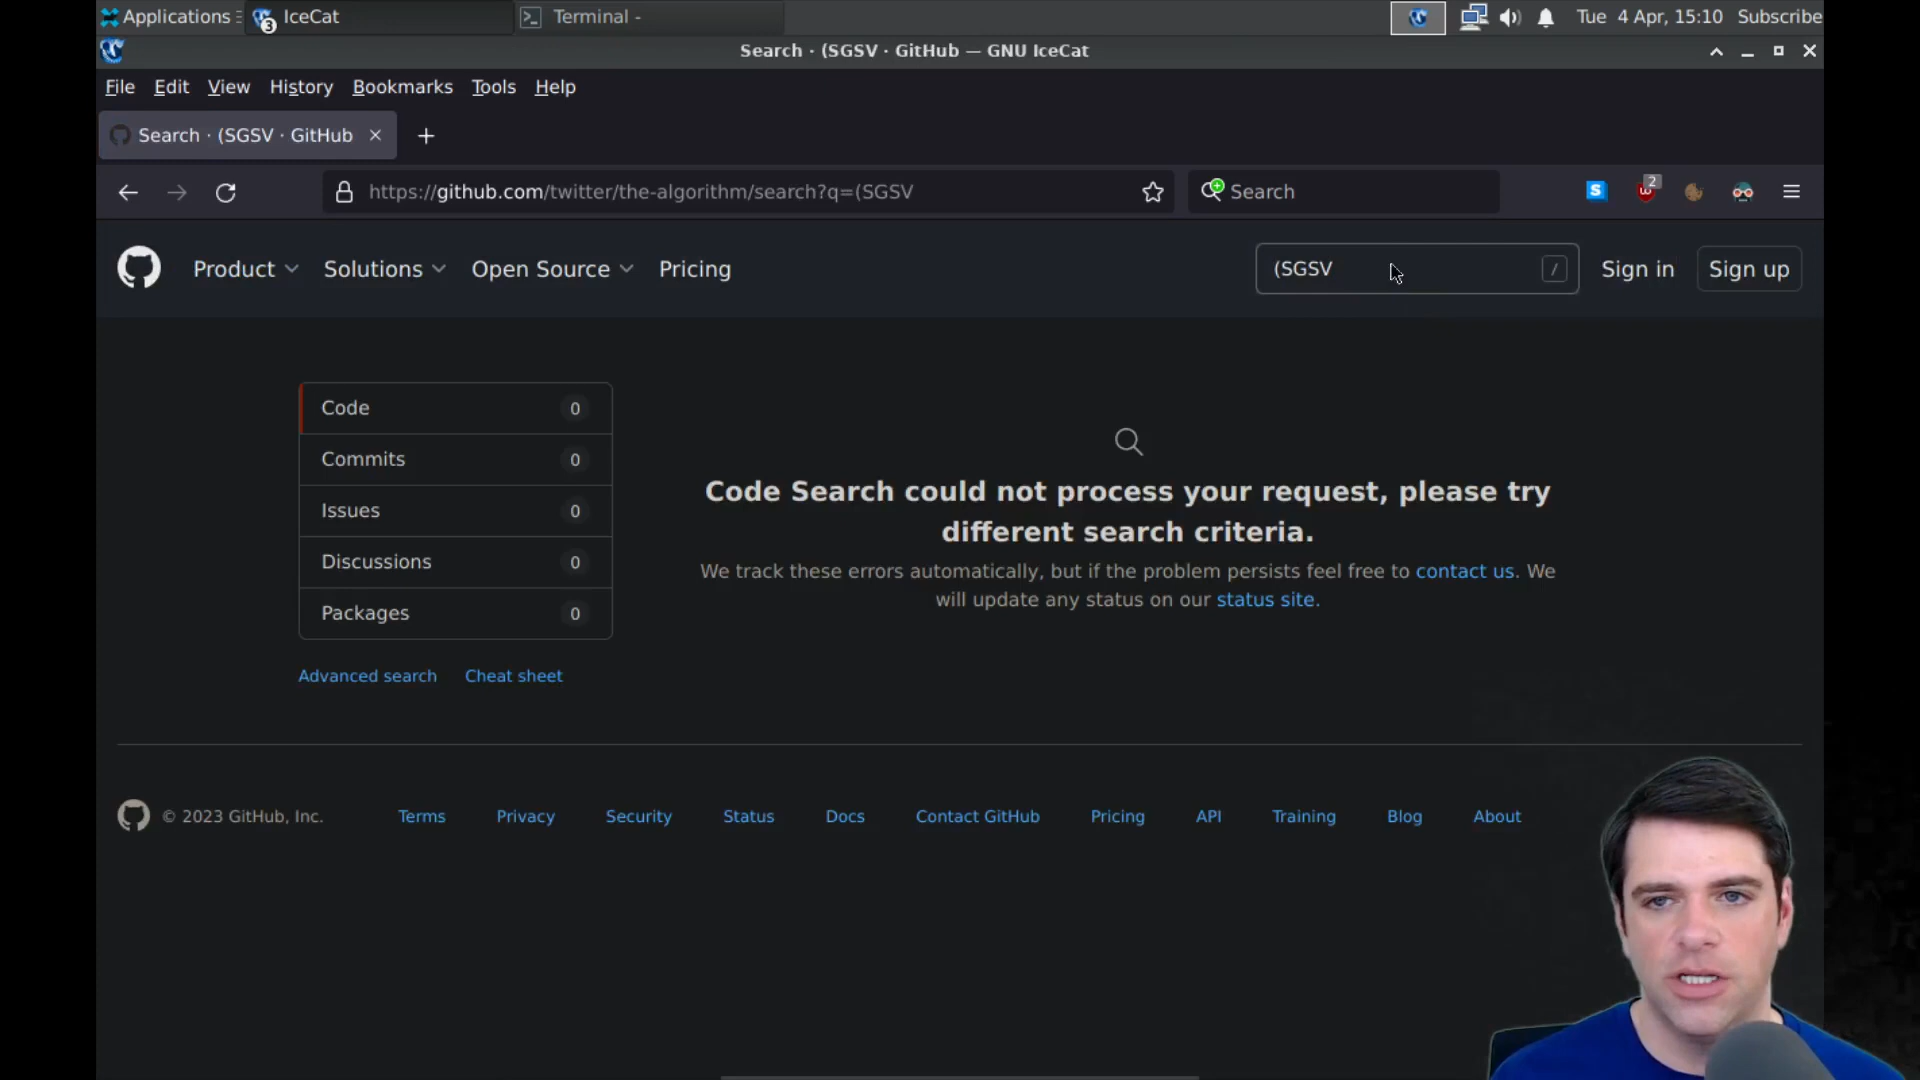 Applications
3
IceCat
Terminal -
Tue 4 Apr, 15:10
Subscribe
Search · (SGSV · GitHub — GNU IceCat
File Edit View History Bookmarks Tools Help
Search · (SGSV · GitHub
https://github.com/twitter/the-algorithm/search?q=(SGSV
Search
S
2
Product
Solutions
Open Source
Pricing
(SGSV
/
Sign in
Sign up
Code 0
Commits 0
Issues 0
Discussions 0
Packages 0
Advanced search
Cheat sheet
Code Search could not process your request, please try
different search criteria.
We track these errors automatically, but if the problem persists feel free to contact us. We
will update any status on our status site.
© 2023 GitHub, Inc.
Terms
Privacy
Security
Status
Docs
Contact GitHub
Pricing
API
Training
Blog
About